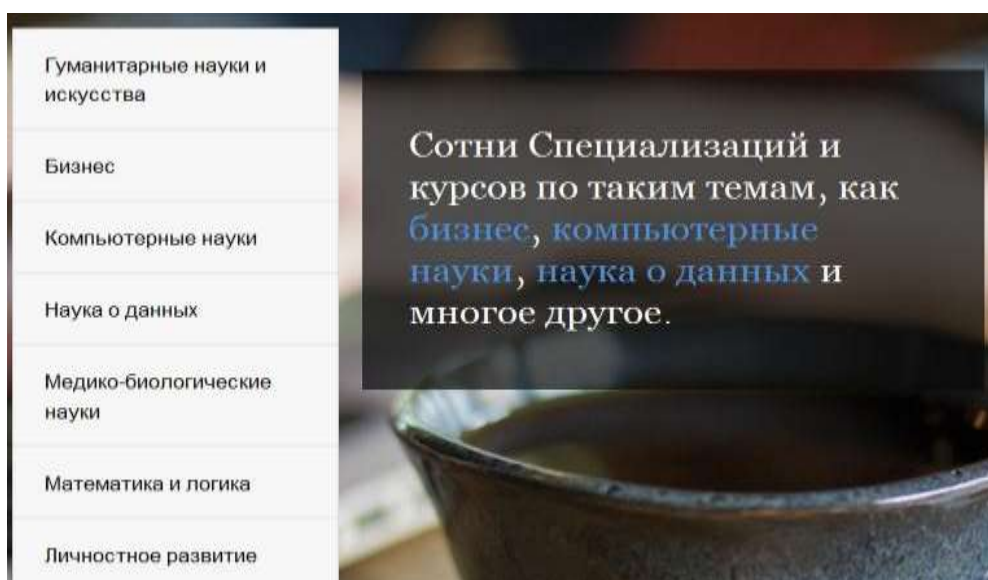 Гуманитарные науки и
искусства
Бизнес
Компьютерные науки
Наука о данных
Медико-биологические
науки
Математика и логика
Личностное развитие
Сотни Специализаций и
курсов по таким темам, как
бизнес, компьютерные
науки, наука о данных и
многое другое.